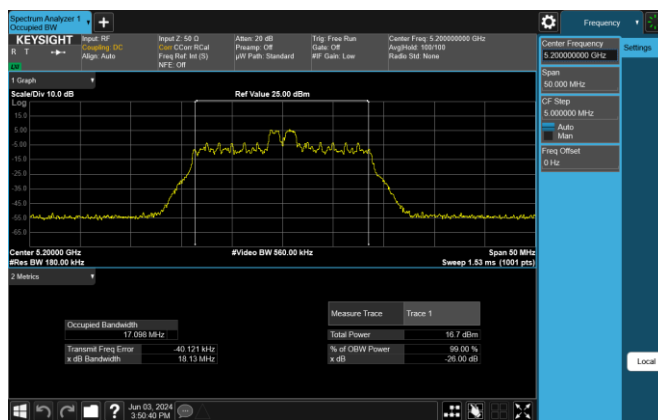 Spectrum Analyzer 1
Occupied BW
Frequency
KEYSIGHT
R T
Input: RF
Coupling: DC
Align: Auto
Input Z: 50 Ω
Corr CCorr RCal
Freq Ref: Int (S)
NFE: Off
Atten: 20 dB
Preamp: Off
µW Path: Standard
Trig: Free Run
Gate: Off
#IF Gain: Low
Center Freq: 5.200000000 GHz
Avg|Hold: 100/100
Radio Std: None
Center Frequency
5.200000000 GHz
Settings
Span
50.000 MHz
CF Step
5.000000 MHz
Auto
Man
Freq Offset
0 Hz
1 Graph
Scale/Div 10.0 dB
Ref Value 25.00 dBm
Log
15.0
5.00
-5.00
-15.0
-25.0
-35.0
-45.0
-55.0
-65.0
Center 5.20000 GHz
#Video BW 560.00 kHz
Span 50 MHz
#Res BW 180.00 kHz
Sweep 1.53 ms (1001 pts)
2 Metrics
Measure Trace
Trace 1
Occupied Bandwidth
17.098 MHz
Total Power
16.7 dBm
Transmit Freq Error
-40.121 kHz
% of OBW Power
99.00 %
x dB Bandwidth
18.13 MHz
x dB
-26.00 dB
Local
?
Jun 03, 2024
3:50:40 PM